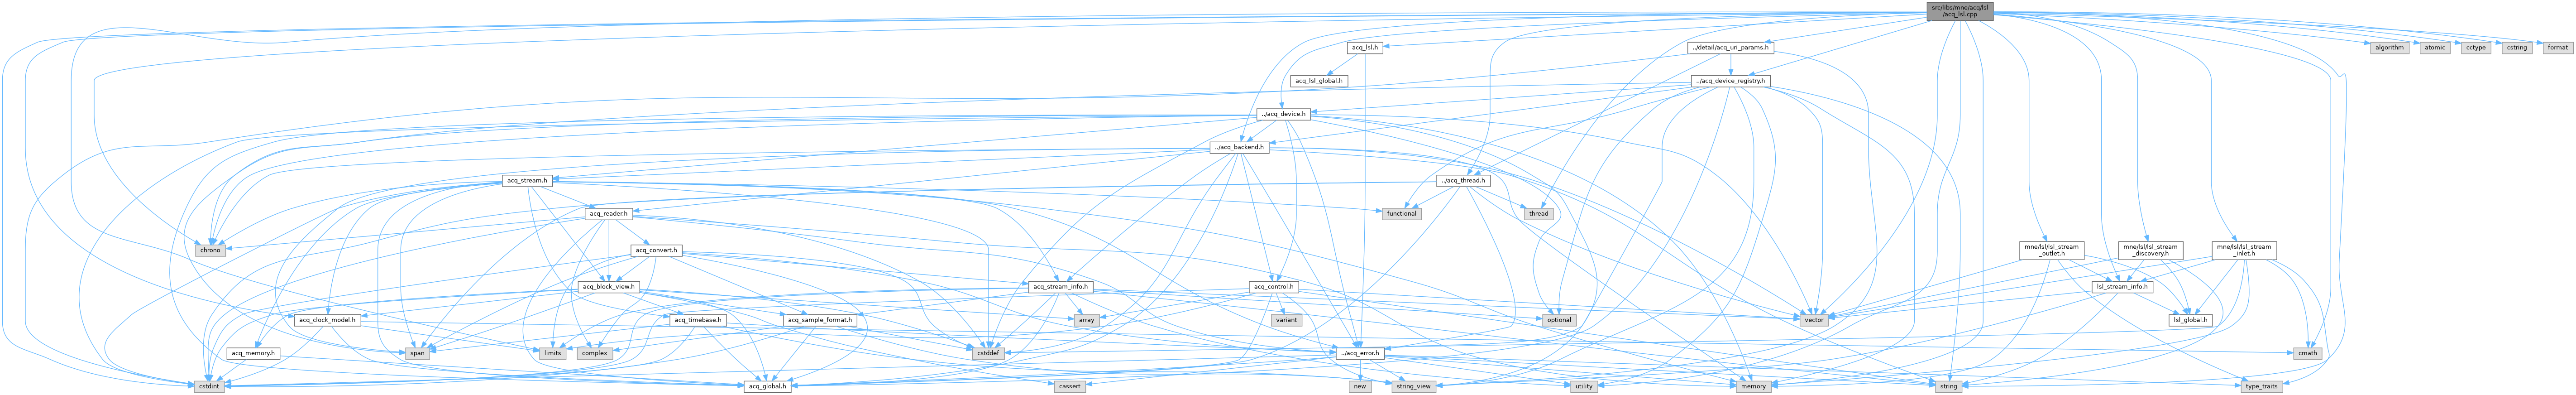 src/libs/mne/acq/lsl
/acq_lsl.cpp
acq_lsl.h
../detail/acq_uri_params.h
algorithm
atomic
cctype
cstring
format
acq_lsl_global.h
../acq_device_registry.h
../acq_device.h
../acq_backend.h
acq_stream.h
../acq_thread.h
acq_reader.h
functional
thread
chrono
acq_convert.h
mne/lsl/lsl_stream
_outlet.h
mne/lsl/lsl_stream
_discovery.h
mne/lsl/lsl_stream
_inlet.h
acq_block_view.h
acq_stream_info.h
acq_control.h
lsl_stream_info.h
acq_clock_model.h
acq_timebase.h
acq_sample_format.h
array
variant
optional
vector
lsl_global.h
acq_memory.h
span
limits
complex
cstddef
../acq_error.h
cmath
cstdint
acq_global.h
cassert
new
string_view
utility
memory
string
type_traits